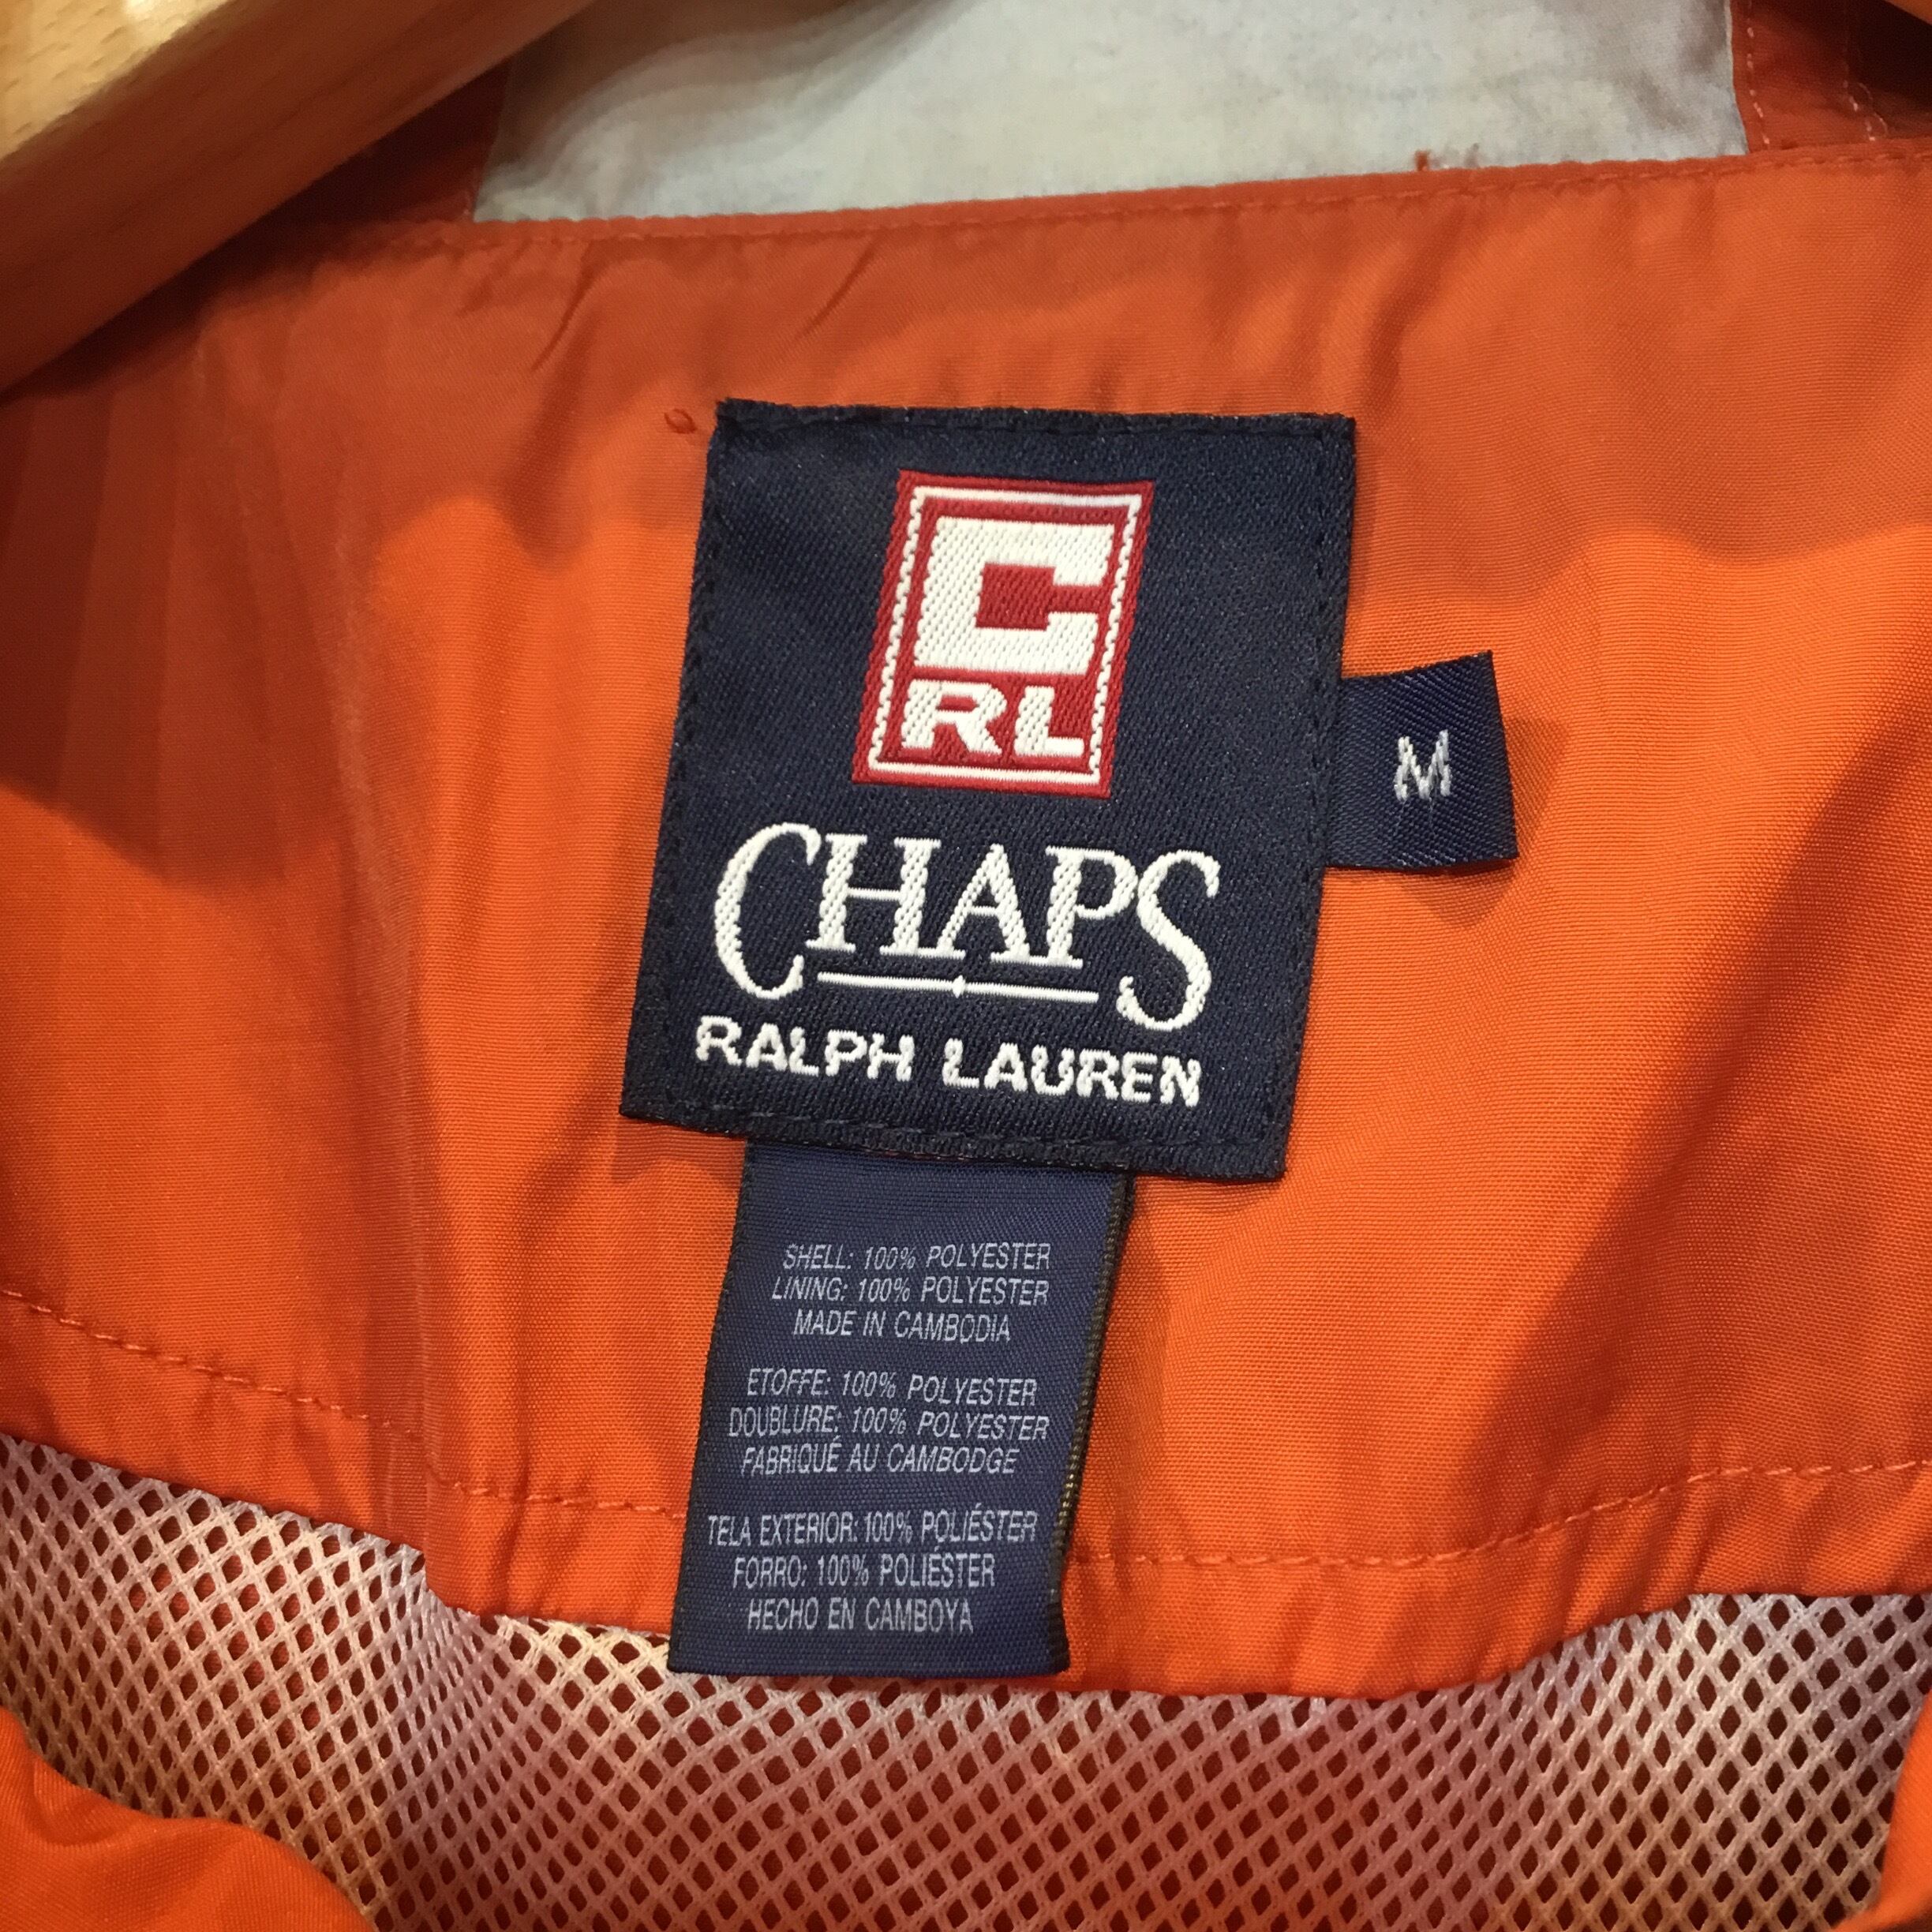 C
RL
CHAPS
RALPH LAUREN
M
SHELL: 100% POLYESTER
LINING: 100% POLYESTER
MADE IN CAMBODIA
ETOFFE: 100% POLYESTER
DOUBLURE: 100% POLYESTER
FABRIQUÉ AU CAMBODGE
TELA EXTERIOR: 100% POLIÉSTER
FORRO: 100% POLIÉSTER
HECHO EN CAMBOYA